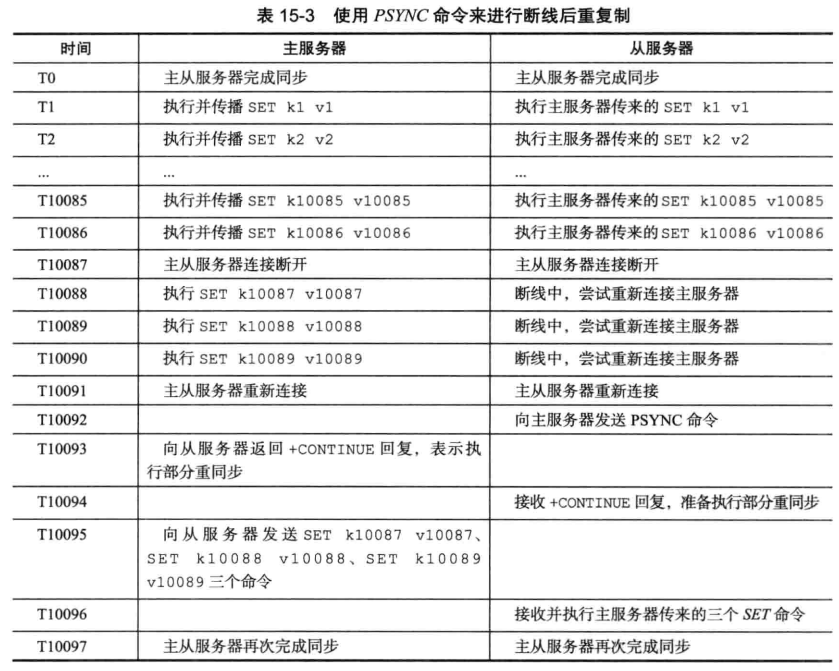 表 15-3 使用 PSYNC 命令来进行断线后重复制
时间 主服务器 从服务器
T0 主从服务器完成同步 主从服务器完成同步
T1 执行并传播 SET k1 v1 执行主服务器传来的 SET k1 v1
T2 执行并传播 SET k2 v2 执行主服务器传来的 SET k2 v2
... ... ...
T10085 执行并传播 SET k10085 v10085 执行主服务器传来的 SET k10085 v10085
T10086 执行并传播 SET k10086 v10086 执行主服务器传来的 SET k10086 v10086
T10087 主从服务器连接断开 主从服务器连接断开
T10088 执行 SET k10087 v10087 断线中，尝试重新连接主服务器
T10089 执行 SET k10088 v10088 断线中，尝试重新连接主服务器
T10090 执行 SET k10089 v10089 断线中，尝试重新连接主服务器
T10091 主从服务器重新连接 主从服务器重新连接
T10092 向主服务器发送 PSYNC 命令
T10093 向从服务器返回 +CONTINUE 回复，表示执
行部分重同步
T10094 接收 +CONTINUE 回复，准备执行部分重同步
T10095 向从服务器发送 SET k10087 v10087、
SET k10088 v10088、SET k10089
v10089 三个命令
T10096 接收并执行主服务器传来的三个 SET 命令
T10097 主从服务器再次完成同步 主从服务器再次完成同步